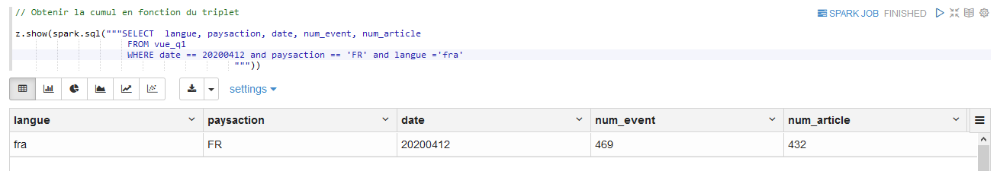 // Obtenir la cumul en fonction du triplet
SPARK JOB FINISHED
z.show(spark.sql("""SELECT  langue, paysaction, date, num_event, num_article
FROM vue_q1
WHERE date == 20200412 and paysaction == 'FR' and langue ='fra'
"""))
settings
langue paysaction date num_event num_article
fra FR 20200412 469 432